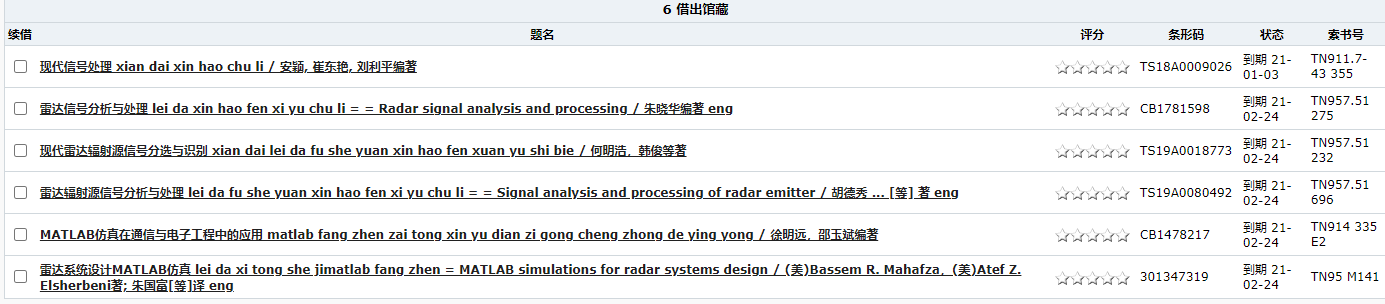 6 借出馆藏
续借 题名 评分 条形码 状态 索书号
现代信号处理 xian dai xin hao chu li / 安颖, 崔东艳, 刘利平编著 TS18A0009026 到期 21-01-03 TN911.7-43 355
雷达信号分析与处理 lei da xin hao fen xi yu chu li = = Radar signal analysis and processing / 朱晓华编著 eng CB1781598 到期 21-02-24 TN957.51 275
现代雷达辐射源信号分选与识别 xian dai lei da fu she yuan xin hao fen xuan yu shi bie / 何明浩，韩俊等著 TS19A0018773 到期 21-02-24 TN957.51 232
雷达辐射源信号分析与处理 lei da fu she yuan xin hao fen xi yu chu li = = Signal analysis and processing of radar emitter / 胡德秀 ... [等] 著 eng TS19A0080492 到期 21-02-24 TN957.51 696
MATLAB仿真在通信与电子工程中的应用 matlab fang zhen zai tong xin yu dian zi gong cheng zhong de ying yong / 徐明远，邵玉斌编著 CB1478217 到期 21-02-24 TN914 335 E2
雷达系统设计MATLAB仿真 lei da xi tong she jimatlab fang zhen = MATLAB simulations for radar systems design / (美)Bassem R. Mahafza，(美)Atef Z. Elsherbeni著; 朱国富[等]译 eng 301347319 到期 21-02-24 TN95 M141